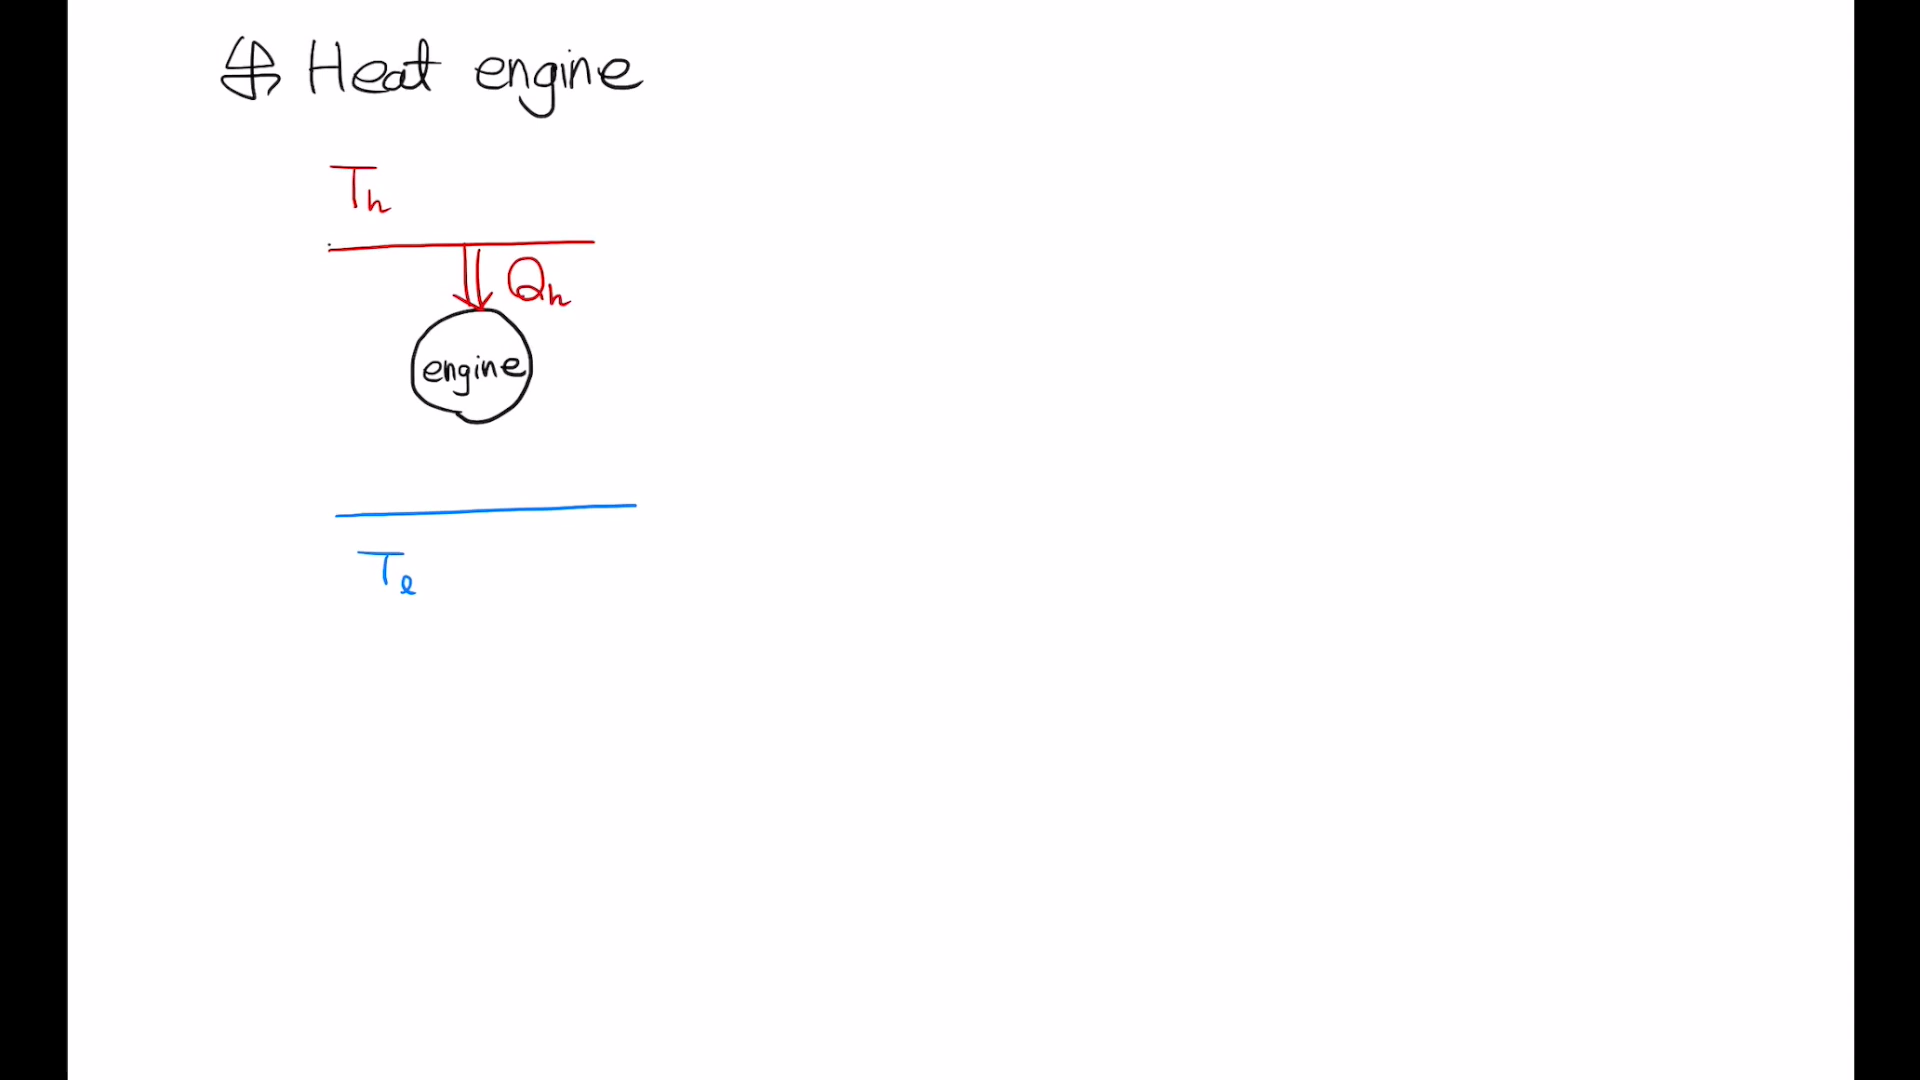 Heat engine
Th
Qh
engine
Tℓ